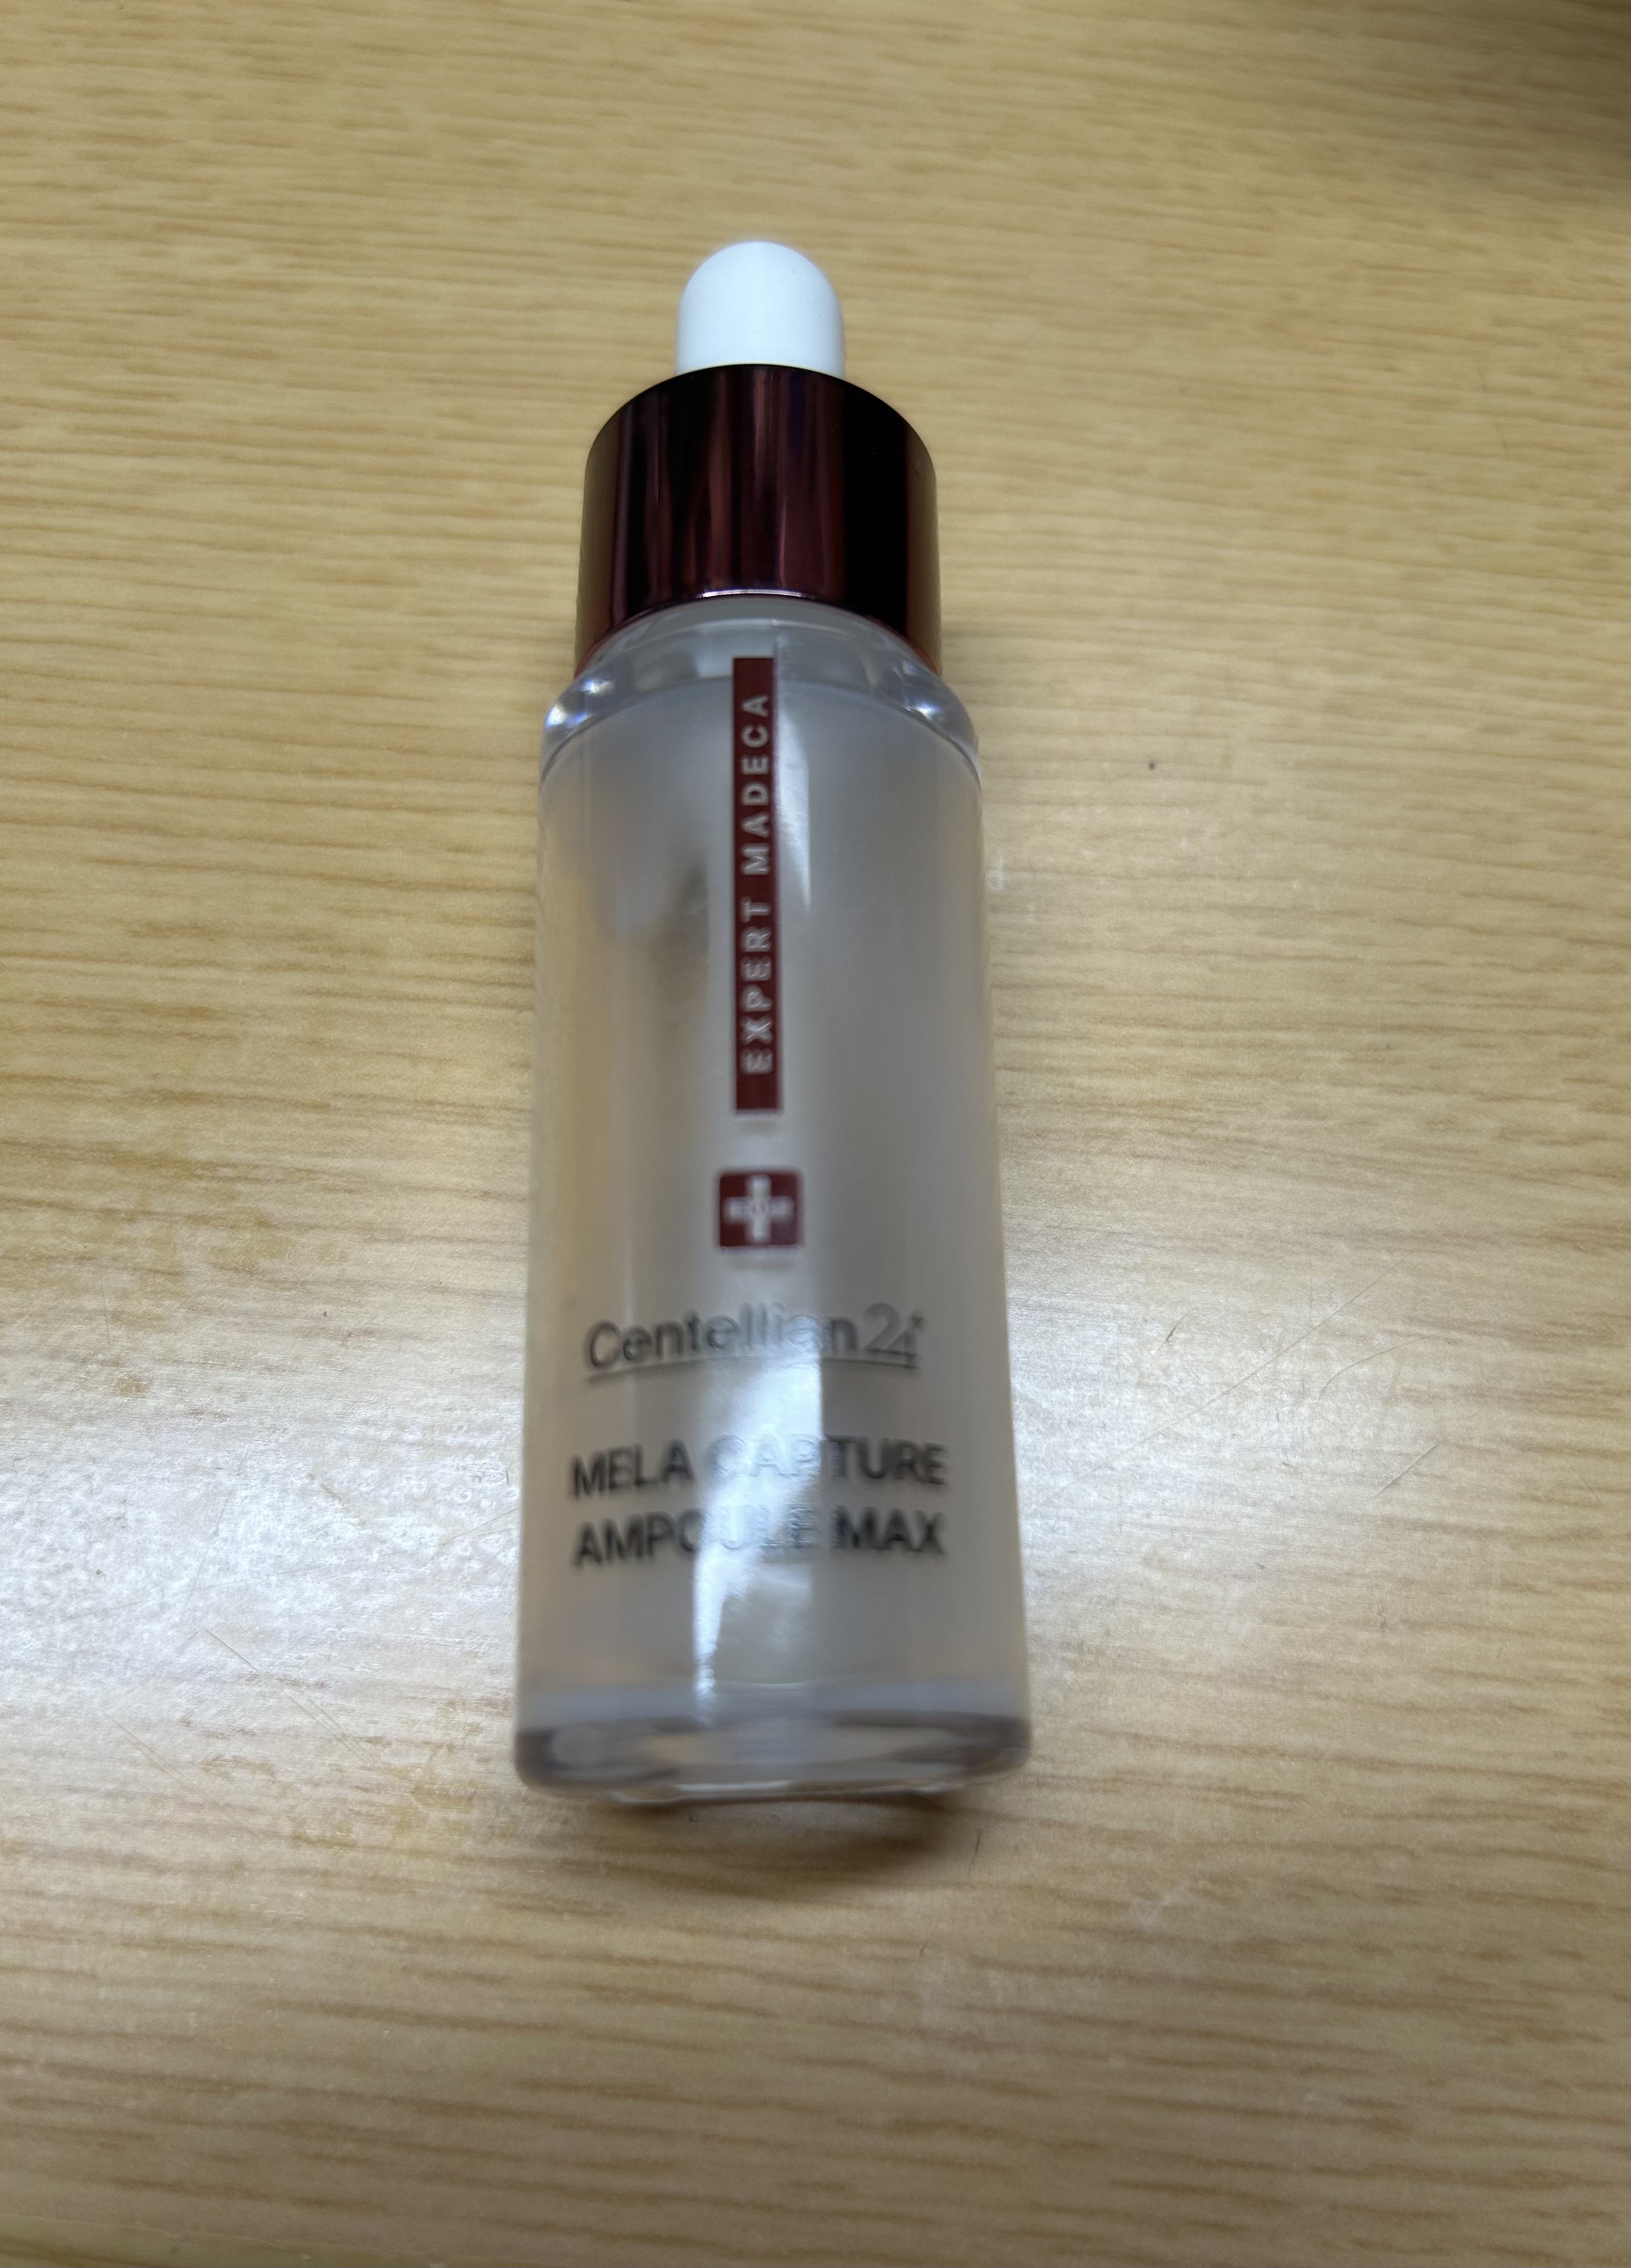 EXPERT MADECA
Centellian24+
MELA CAPTURE
AMPOULE MAX